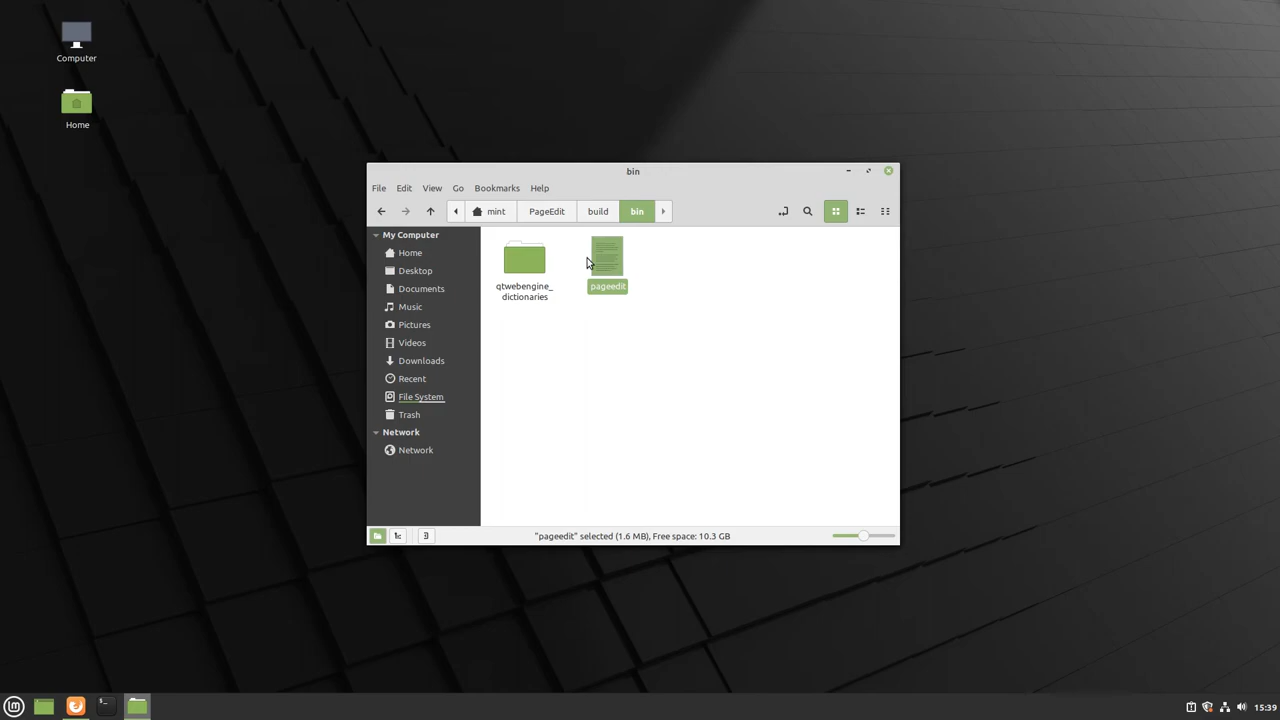 Computer
Home
bin
File Edit View Go Bookmarks Help
mint PageEdit build bin
My Computer
Home
Desktop
Documents
Music
Pictures
Videos
Downloads
Recent
File System
Trash
Network
Network
qtwebengine_
dictionaries
pageedit
"pageedit" selected (1.6 MB), Free space: 10.3 GB
15:39